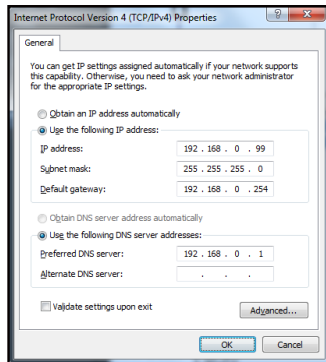 Internet Protocol Version 4 (TCP/IPv4) Properties
General
You can get IP settings assigned automatically if your network supports
this capability. Otherwise, you need to ask your network administrator
for the appropriate IP settings.
Obtain an IP address automatically
Use the following IP address:
IP address: 192 . 168 . 0 . 99
Subnet mask: 255 . 255 . 255 . 0
Default gateway: 192 . 168 . 0 . 254
Obtain DNS server address automatically
Use the following DNS server addresses:
Preferred DNS server: 192 . 168 . 0 . 1
Alternate DNS server: . . .
Validate settings upon exit
Advanced...
OK Cancel